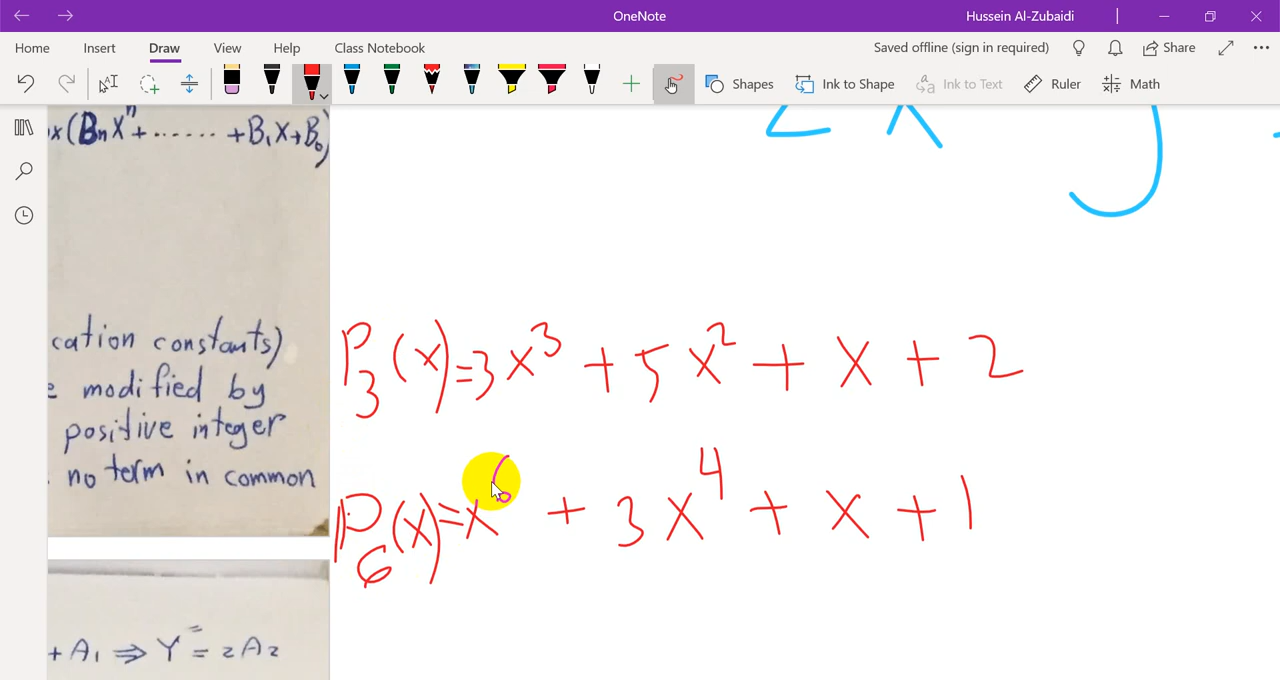 OneNote
Hussein Al-Zubaidi
Home Insert Draw View Help Class Notebook
Saved offline (sign in required) Share
Shapes Ink to Shape Ink to Text Ruler Math
x(Bₙxⁿ+......+B₁x+B₀)
2 x y
cation constants)
e modified by
positive integer
no term in common
P₃(x)=3x³+5x²+x+2
P₆(x)=x⁶+3x⁴+x+1
+A₁ ⇒ Y″=2A₂